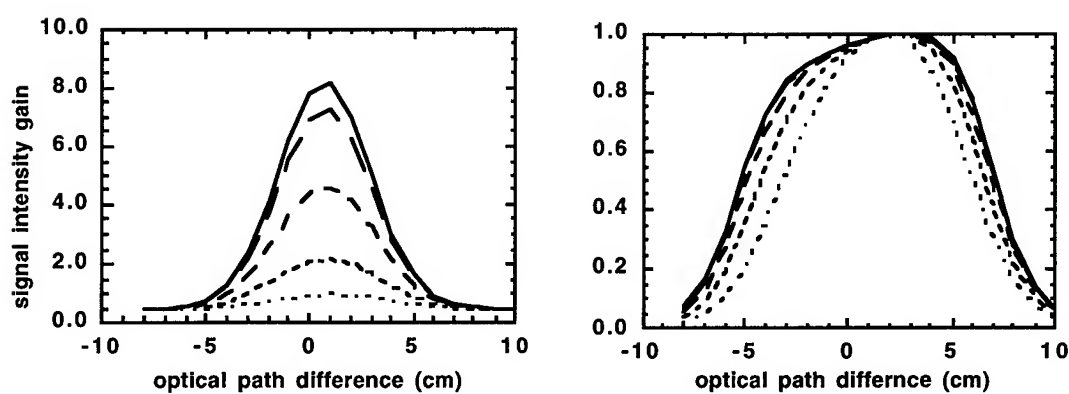 10.0
8.0
6.0
4.0
2.0
0.0
signal intensity gain
-10 -5 0 5 10
optical path difference (cm)
1.0
0.8
0.6
0.4
0.2
0.0
-10 -5 0 5 10
optical path differnce (cm)